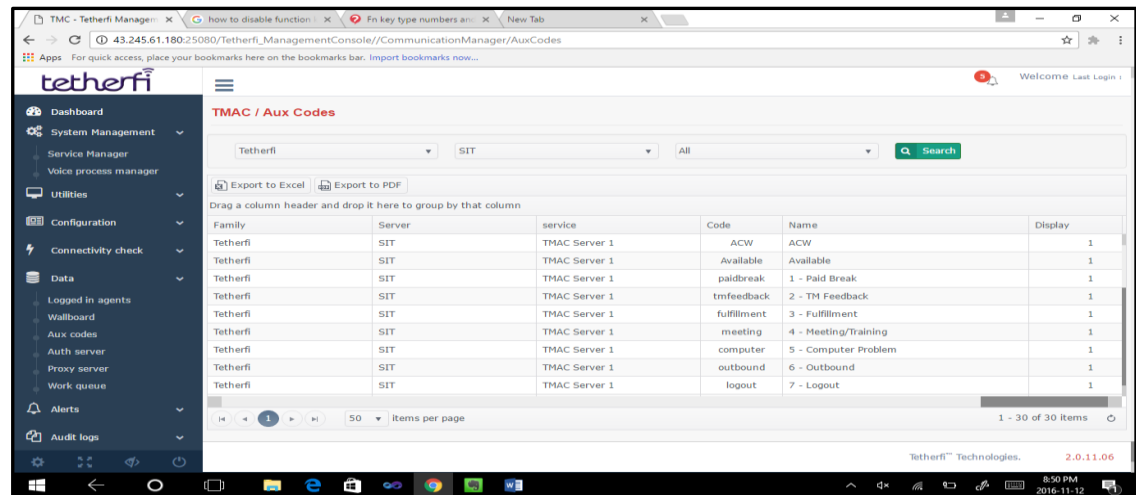 TMC - Tetherfi Managem
how to disable function
Fn key type numbers and
New Tab
43.245.61.180:25080/Tetherfi_ManagementConsole//CommunicationManager/AuxCodes
Apps For quick access, place your bookmarks here on the bookmarks bar. Import bookmarks now...
tetherfi
5
Welcome Last Login :
Dashboard
System Management
Service Manager
Voice process manager
Utilities
Configuration
Connectivity check
Data
Logged in agents
Wallboard
Aux codes
Auth server
Proxy server
Work queue
Alerts
Audit logs
TMAC / Aux Codes
Tetherfi SIT All Search
Export to Excel Export to PDF
Drag a column header and drop it here to group by that column
Family Server service Code Name Display
Tetherfi SIT TMAC Server 1 ACW ACW 1
Tetherfi SIT TMAC Server 1 Available Available 1
Tetherfi SIT TMAC Server 1 paidbreak 1 - Paid Break 1
Tetherfi SIT TMAC Server 1 tmfeedback 2 - TM Feedback 1
Tetherfi SIT TMAC Server 1 fulfillment 3 - Fulfillment 1
Tetherfi SIT TMAC Server 1 meeting 4 - Meeting/Training 1
Tetherfi SIT TMAC Server 1 computer 5 - Computer Problem 1
Tetherfi SIT TMAC Server 1 outbound 6 - Outbound 1
Tetherfi SIT TMAC Server 1 logout 7 - Logout 1
1 50 items per page 1 - 30 of 30 items
Tetherfi™ Technologies. 2.0.11.06
8:50 PM
2016-11-12